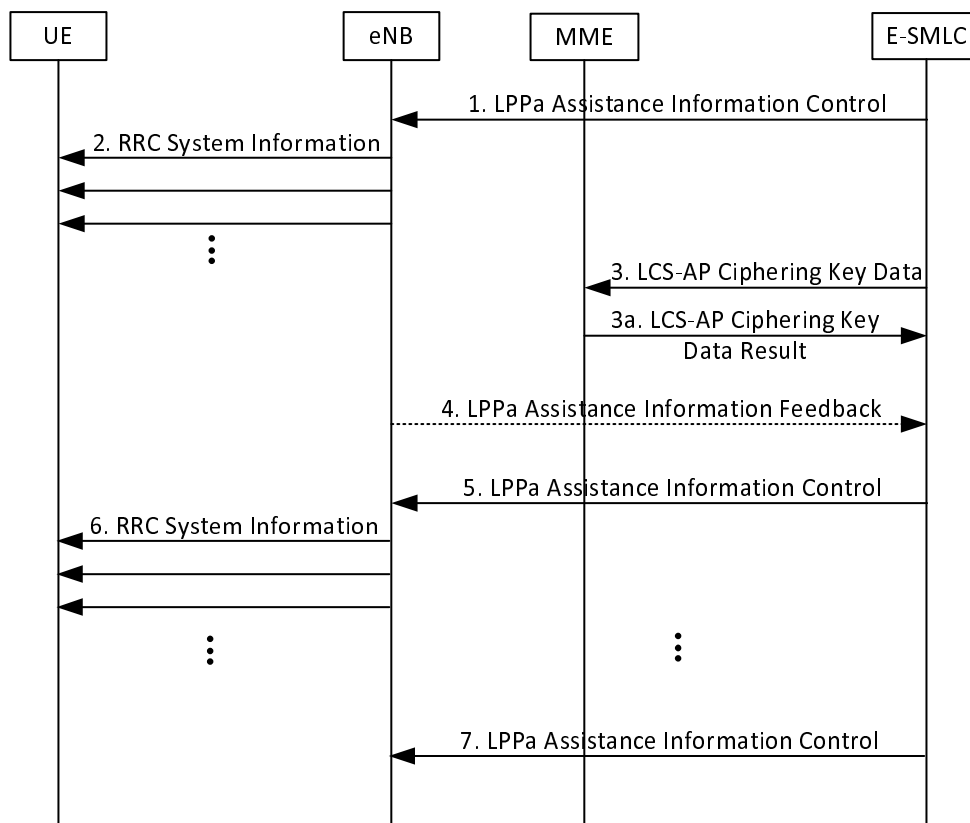 UE
eNB
MME
E-SMLC
1. LPPa Assistance Information Control
2. RRC System Information
3. LCS-AP Ciphering Key Data
3a. LCS-AP Ciphering Key
Data Result
4. LPPa Assistance Information Feedback
5. LPPa Assistance Information Control
6. RRC System Information
7. LPPa Assistance Information Control